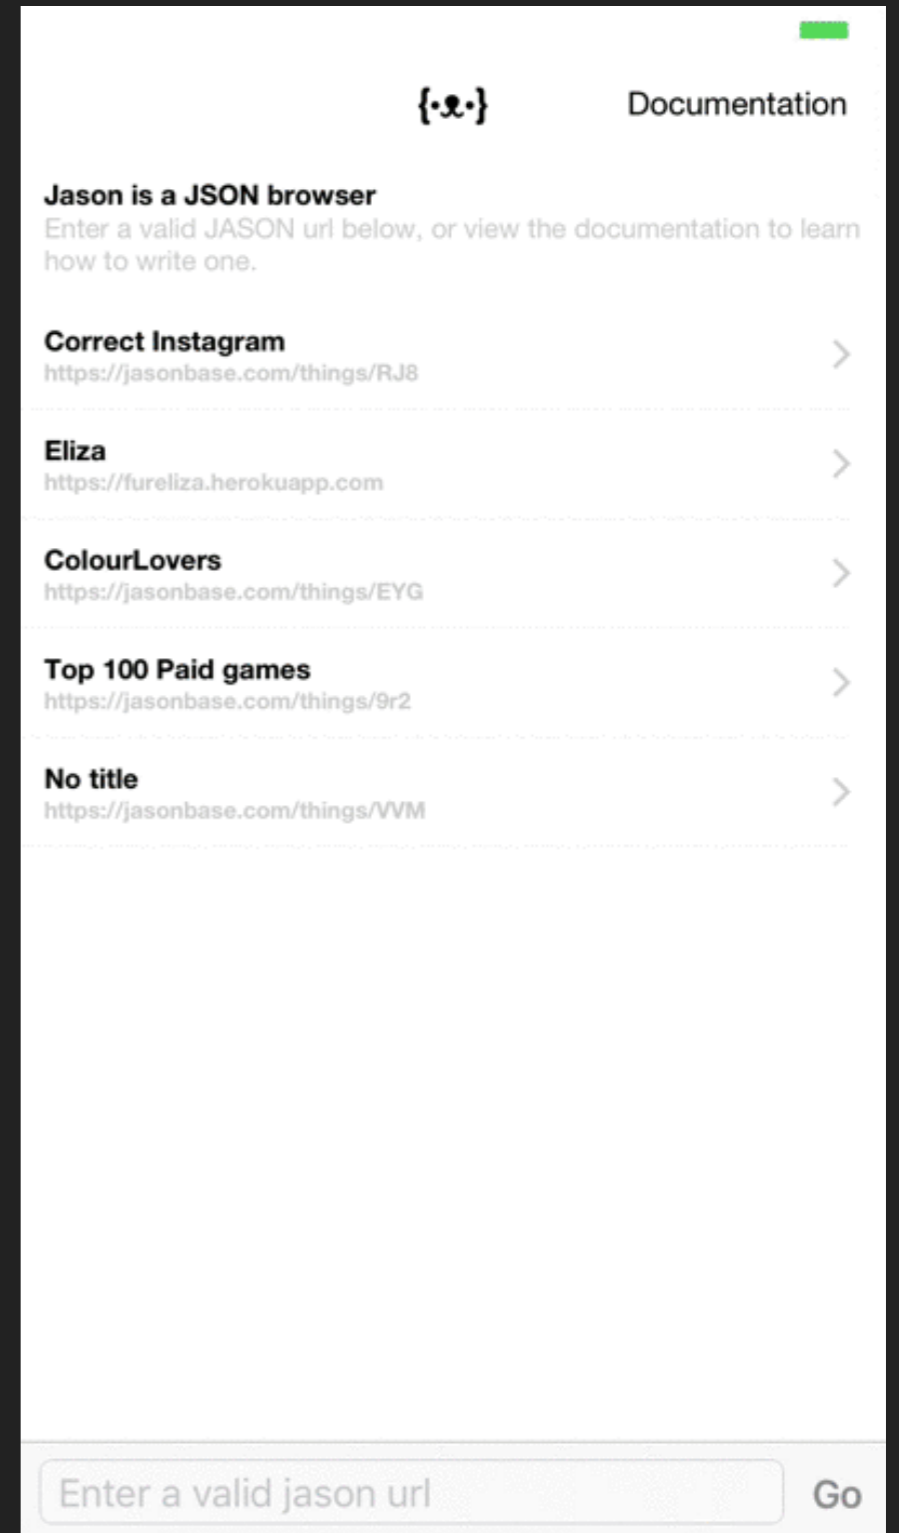 {·ᴥ·}
Documentation
Jason is a JSON browser
Enter a valid JASON url below, or view the documentation to learn
how to write one.
Correct Instagram
https://jasonbase.com/things/RJ8
Eliza
https://fureliza.herokuapp.com
ColourLovers
https://jasonbase.com/things/EYG
Top 100 Paid games
https://jasonbase.com/things/9r2
No title
https://jasonbase.com/things/VVM
Enter a valid jason url
Go